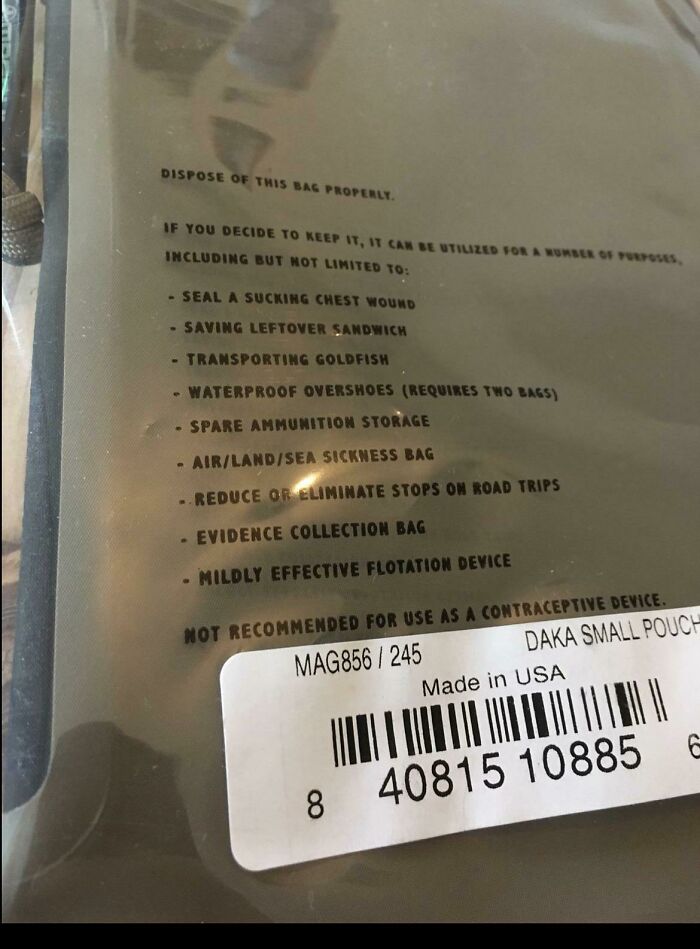 DISPOSE OF THIS BAG PROPERLY.
IF YOU DECIDE TO KEEP IT, IT CAN BE UTILIZED FOR A NUMBER OF PURPOSES,
INCLUDING BUT NOT LIMITED TO:
- SEAL A SUCKING CHEST WOUND
- SAVING LEFTOVER SANDWICH
- TRANSPORTING GOLDFISH
- WATERPROOF OVERSHOES (REQUIRES TWO BAGS)
- SPARE AMMUNITION STORAGE
- AIR/LAND/SEA SICKNESS BAG
- REDUCE OR ELIMINATE STOPS ON ROAD TRIPS
- EVIDENCE COLLECTION BAG
- MILDLY EFFECTIVE FLOTATION DEVICE
NOT RECOMMENDED FOR USE AS A CONTRACEPTIVE DEVICE.
MAG856 / 245 DAKA SMALL POUCH
Made in USA
8 40815 10885 6